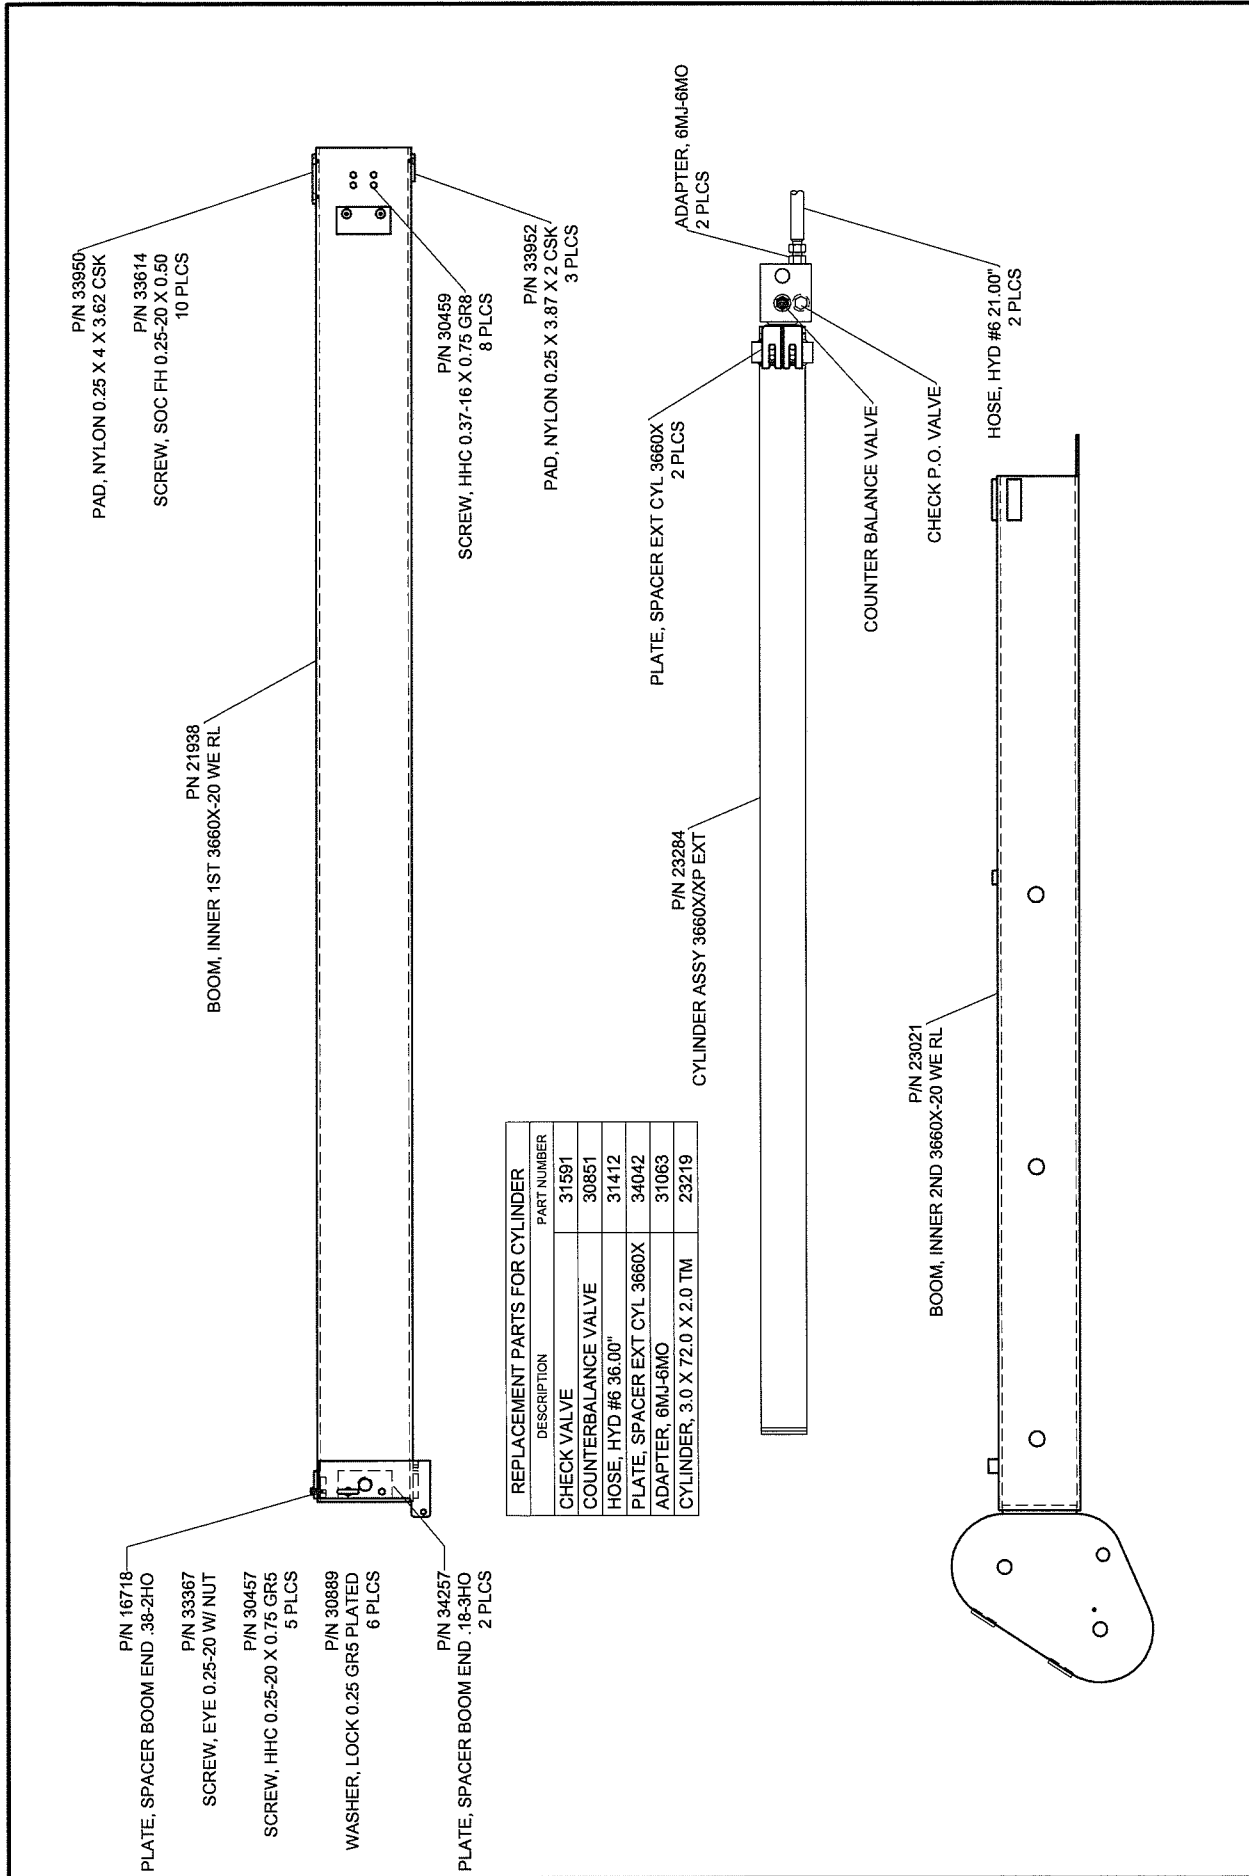 P/N 16718
PLATE, SPACER BOOM END .38-2HO
P/N 33367
SCREW, EYE 0.25-20 W/ NUT
P/N 30457
SCREW, HHC 0.25-20 X 0.75 GR5
5 PLCS
P/N 30889
WASHER, LOCK 0.25 GR5 PLATED
6 PLCS
P/N 34257
PLATE, SPACER BOOM END .18-3HO
2 PLCS
PN 21938
BOOM, INNER 1ST 3660X-20 WE RL
P/N 33950
PAD, NYLON 0.25 X 4 X 3.62 CSK
P/N 33614
SCREW, SOC FH 0.25-20 X 0.50
10 PLCS
P/N 30459
SCREW, HHC 0.37-16 X 0.75 GR8
8 PLCS
P/N 33952
PAD, NYLON 0.25 X 3.87 X 2 CSK
3 PLCS
REPLACEMENT PARTS FOR CYLINDER
DESCRIPTION PART NUMBER
CHECK VALVE 31591
COUNTERBALANCE VALVE 30851
HOSE, HYD #6 36.00" 31412
PLATE, SPACER EXT CYL 3660X 34042
ADAPTER, 6MJ-6MO 31063
CYLINDER, 3.0 X 72.0 X 2.0 TM 23219
P/N 23284
CYLINDER ASSY 3660X/XP EXT
PLATE, SPACER EXT CYL 3660X
2 PLCS
ADAPTER, 6MJ-6MO
2 PLCS
COUNTER BALANCE VALVE
CHECK P.O. VALVE
HOSE, HYD #6 21.00"
2 PLCS
P/N 23021
BOOM, INNER 2ND 3660X-20 WE RL